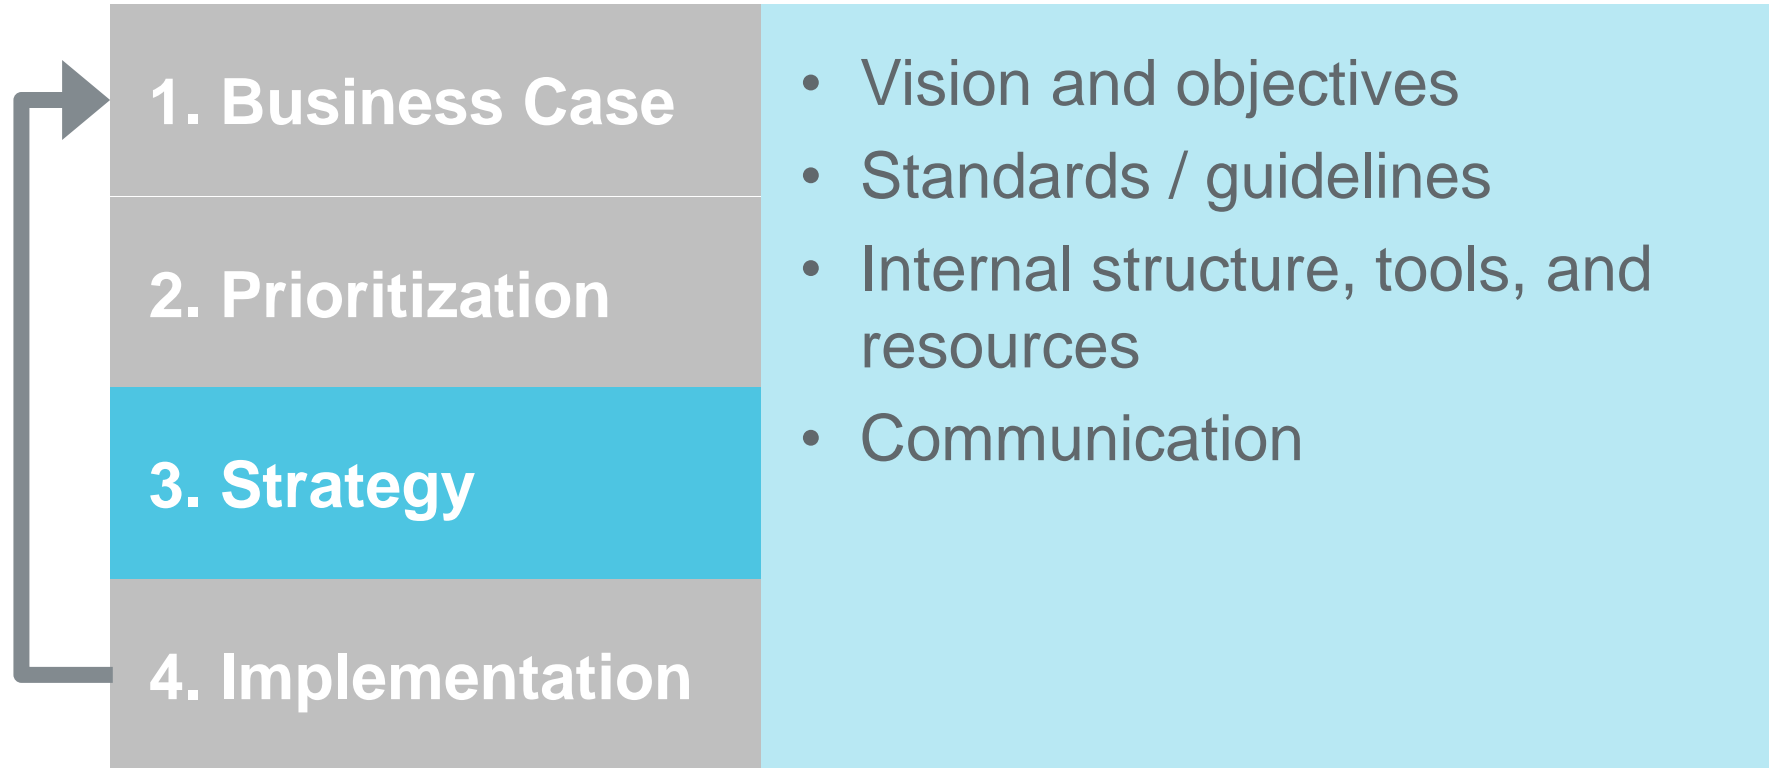 1. Business Case
2. Prioritization
3. Strategy
4. Implementation
• Vision and objectives
• Standards / guidelines
• Internal structure, tools, and
resources
• Communication